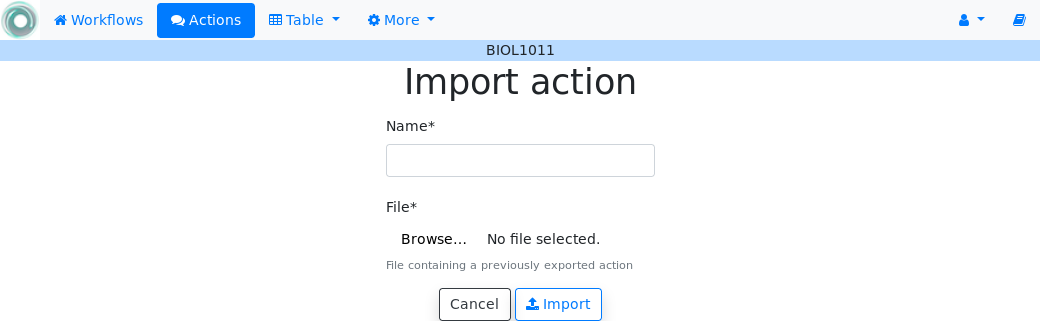 Workflows Actions Table More
BIOL1011
Import action
Name*
File*
Browse... No file selected.
File containing a previously exported action
Cancel Import